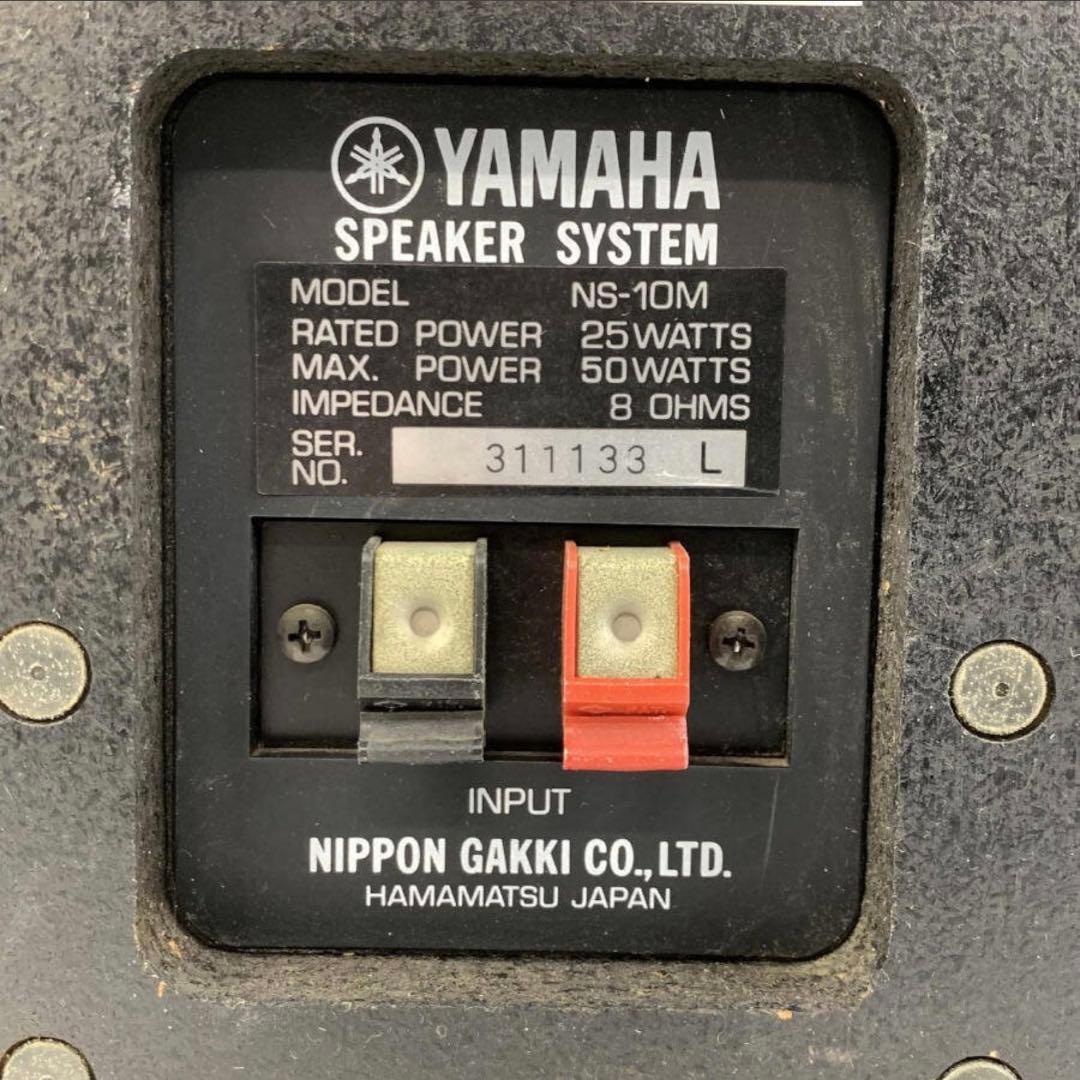 YAMAHA
SPEAKER SYSTEM
MODEL NS-10M
RATED POWER 25WATTS
MAX. POWER 50WATTS
IMPEDANCE 8 OHMS
SER. NO. 311133 L
INPUT
NIPPON GAKKI CO.,LTD.
HAMAMATSU JAPAN